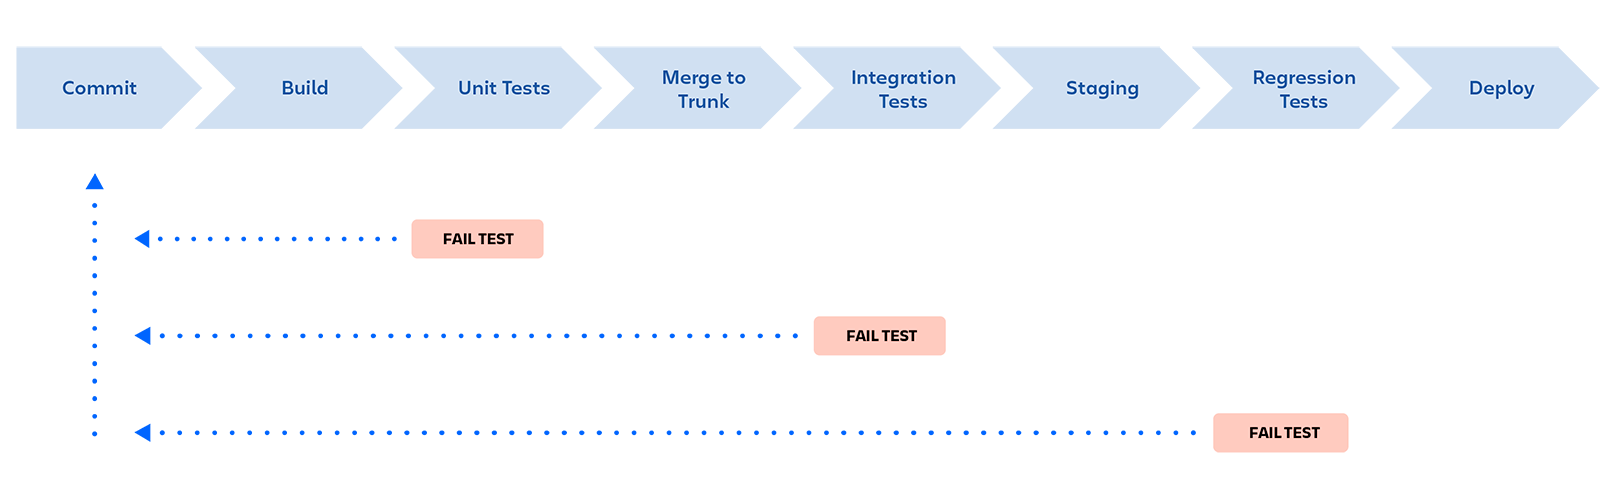 Commit
Build
Unit Tests
Merge to
Trunk
Integration
Tests
Staging
Regression
Tests
Deploy
FAIL TEST
FAIL TEST
FAIL TEST